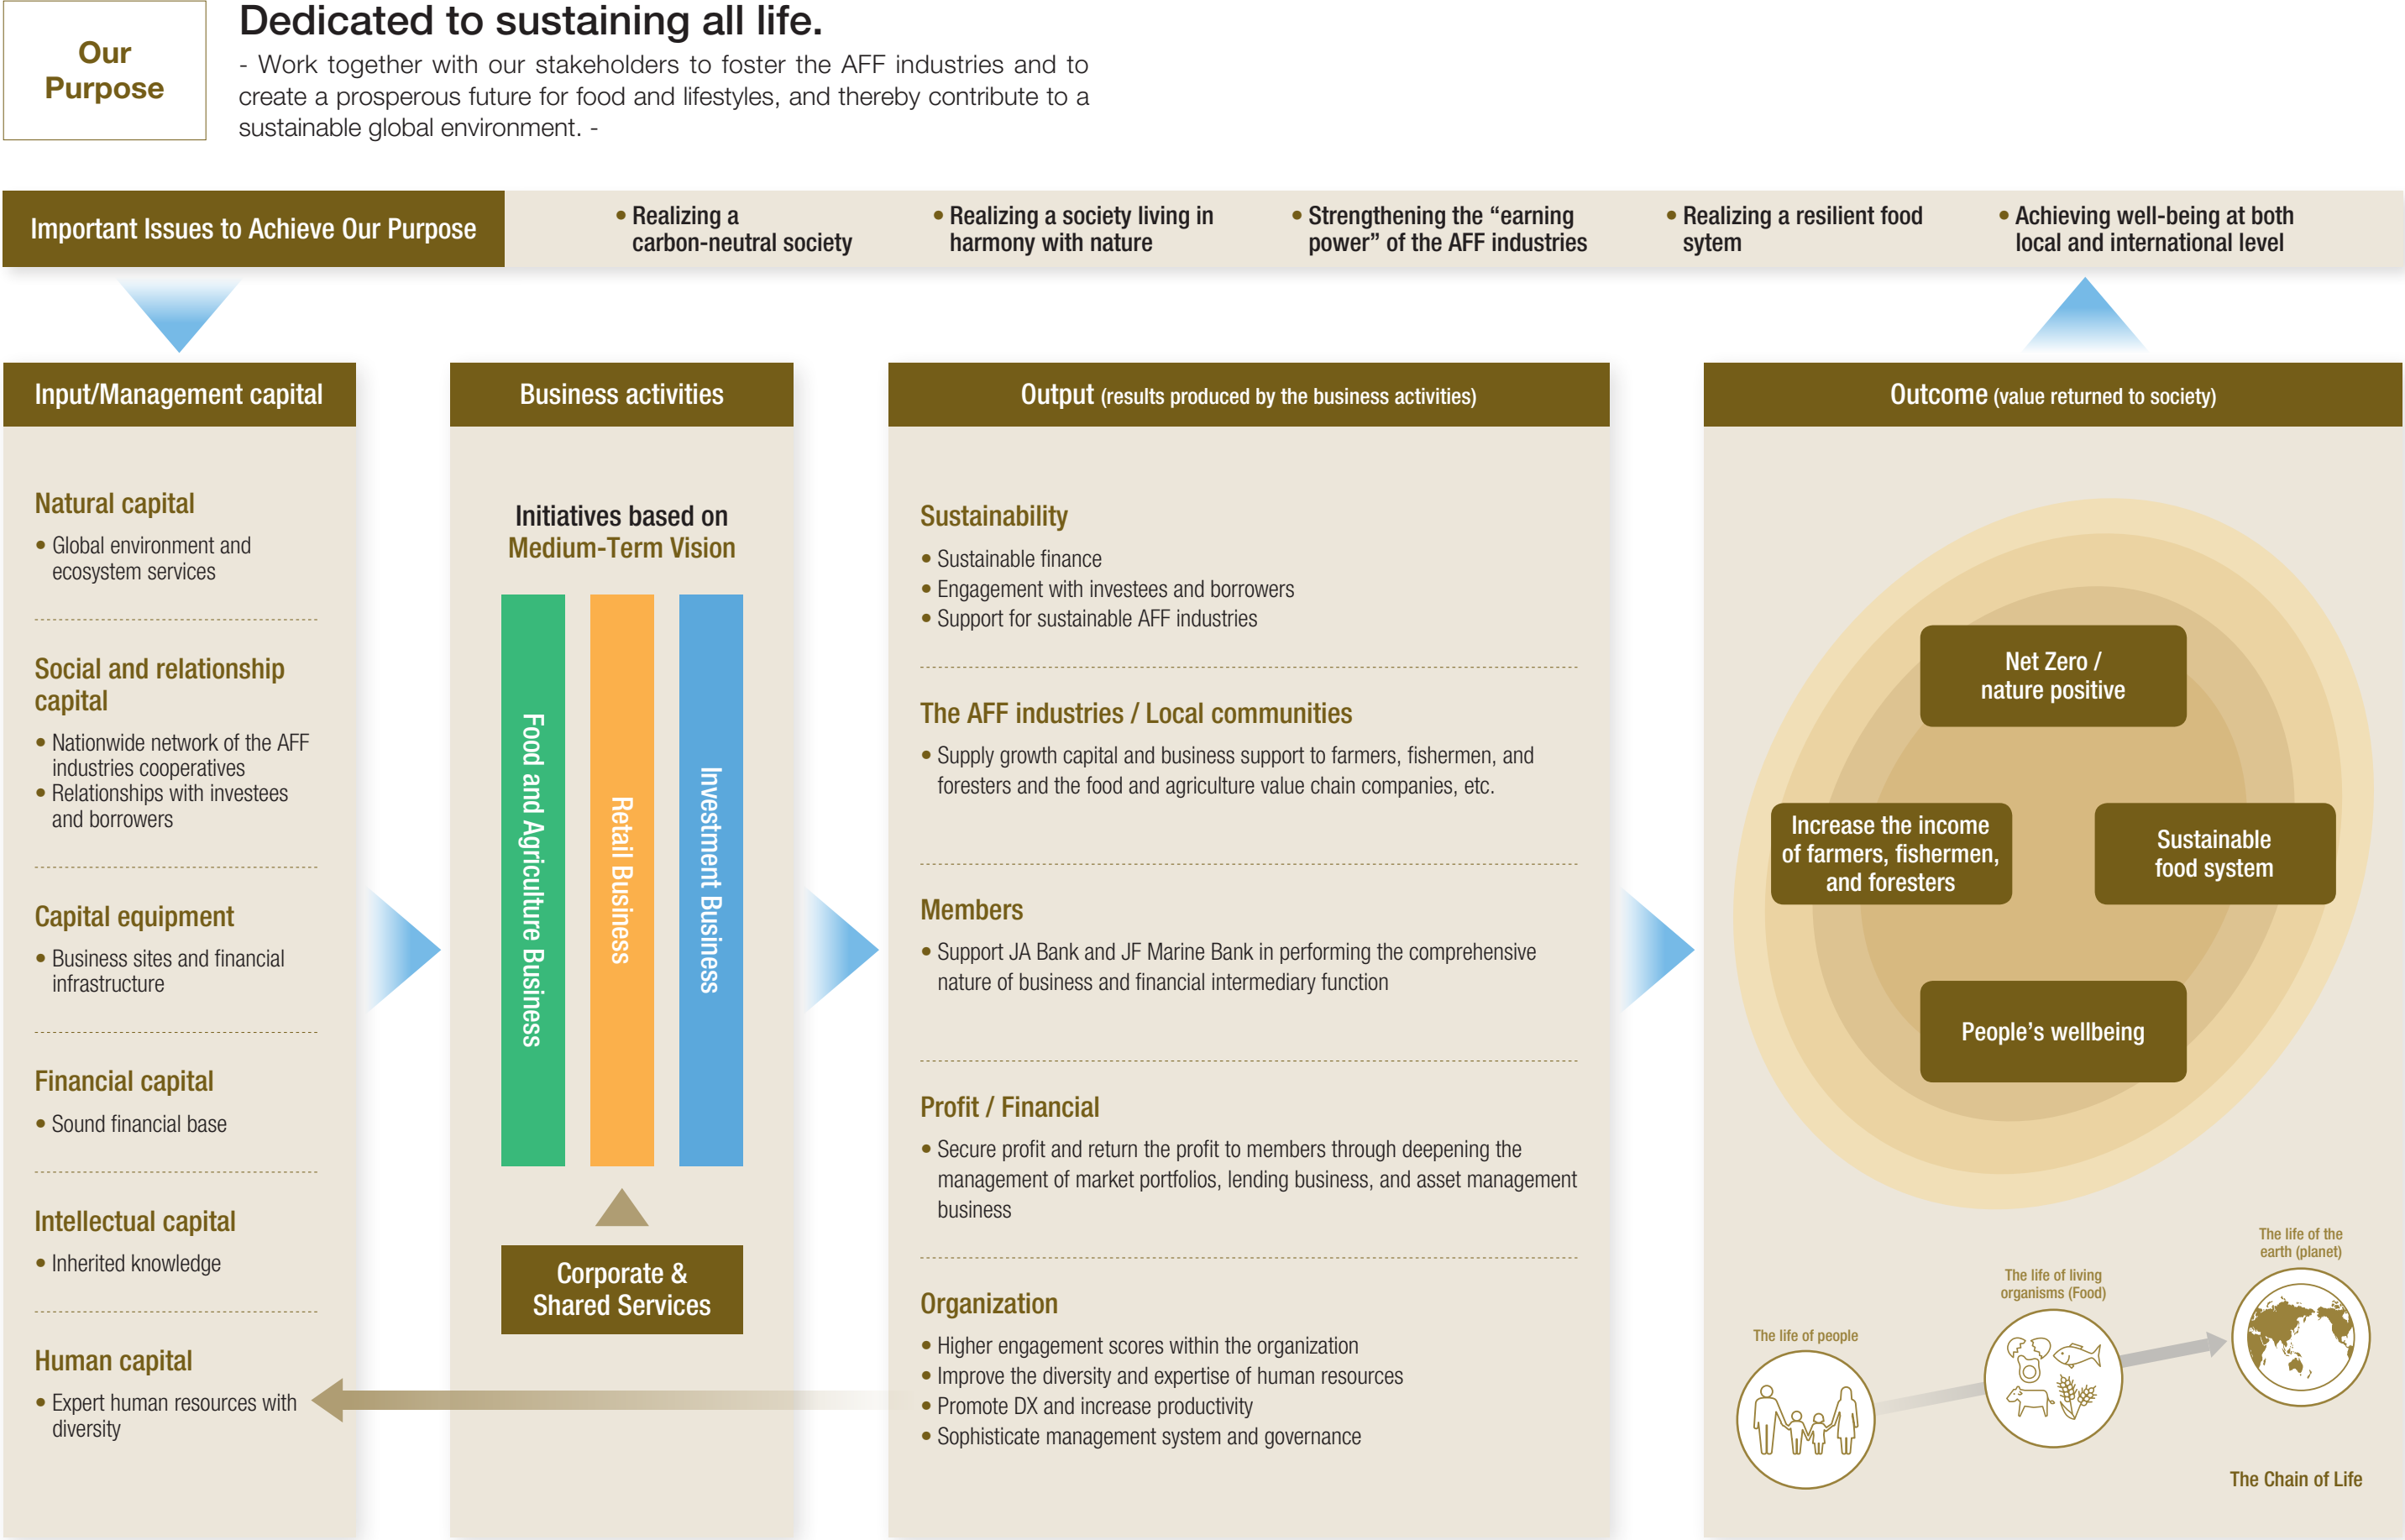 Our
Purpose
Dedicated to sustaining all life.
- Work together with our stakeholders to foster the AFF industries and to
create a prosperous future for food and lifestyles, and thereby contribute to a
sustainable global environment. -
Important Issues to Achieve Our Purpose
• Realizing a
carbon-neutral society
• Realizing a society living in
harmony with nature
• Strengthening the “earning
power” of the AFF industries
• Realizing a resilient food
sytem
• Achieving well-being at both
local and international level
Input/Management capital
Natural capital
• Global environment and
ecosystem services
Social and relationship
capital
• Nationwide network of the AFF
industries cooperatives
• Relationships with investees
and borrowers
Capital equipment
• Business sites and financial
infrastructure
Financial capital
• Sound financial base
Intellectual capital
• Inherited knowledge
Human capital
• Expert human resources with
diversity
Business activities
Initiatives based on
Medium-Term Vision
Food and Agriculture Business
Retail Business
Investment Business
Corporate &
Shared Services
Output (results produced by the business activities)
Sustainability
• Sustainable finance
• Engagement with investees and borrowers
• Support for sustainable AFF industries
The AFF industries / Local communities
• Supply growth capital and business support to farmers, fishermen, and
foresters and the food and agriculture value chain companies, etc.
Members
• Support JA Bank and JF Marine Bank in performing the comprehensive
nature of business and financial intermediary function
Profit / Financial
• Secure profit and return the profit to members through deepening the
management of market portfolios, lending business, and asset management
business
Organization
• Higher engagement scores within the organization
• Improve the diversity and expertise of human resources
• Promote DX and increase productivity
• Sophisticate management system and governance
Outcome (value returned to society)
Net Zero /
nature positive
Increase the income
of farmers, fishermen,
and foresters
Sustainable
food system
People’s wellbeing
The life of people
The life of living
organisms (Food)
The life of the
earth (planet)
The Chain of Life